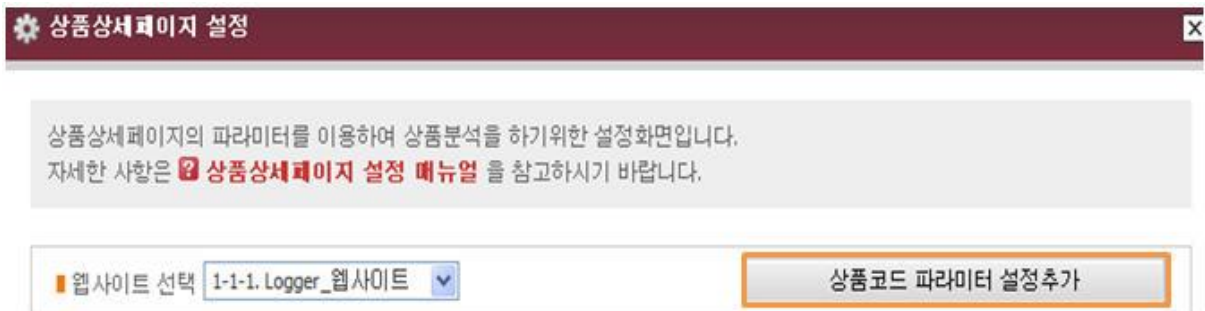 상품상세페이지 설정
상품상세페이지의 파라미터를 이용하여 상품분석을 하기위한 설정화면입니다.
자세한 사항은 ? 상품상세페이지 설정 매뉴얼 을 참고하시기 바랍니다.
웹사이트 선택 1-1-1. Logger_웹사이트 상품코드 파라미터 설정추가